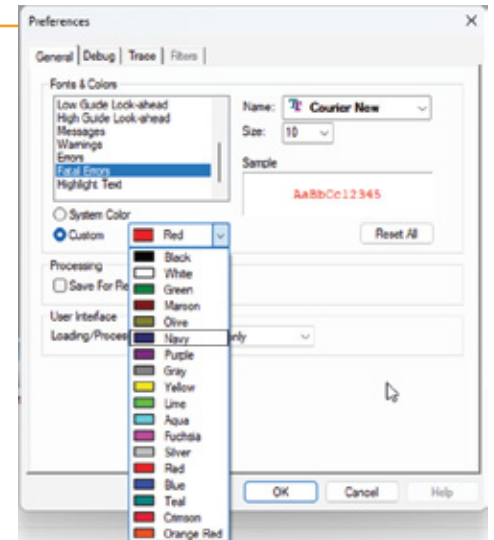 Preferences
General Debug Trace Filters
Fonts & Colors
Low Guide Look-ahead
High Guide Look-ahead
Messages
Warnings
Errors
Fatal Errors
Highlight Text
Name: Courier New
Size: 10
Sample
AaBbCc12345
System Color
Custom Red
Reset All
Processing
Save For Re
User Interface
Loading/Proces nly
Black
White
Green
Maroon
Olive
Navy
Purple
Gray
Yellow
Lime
Aqua
Fuchsia
Silver
Red
Blue
Teal
Crimson
Orange Red
OK Cancel Help